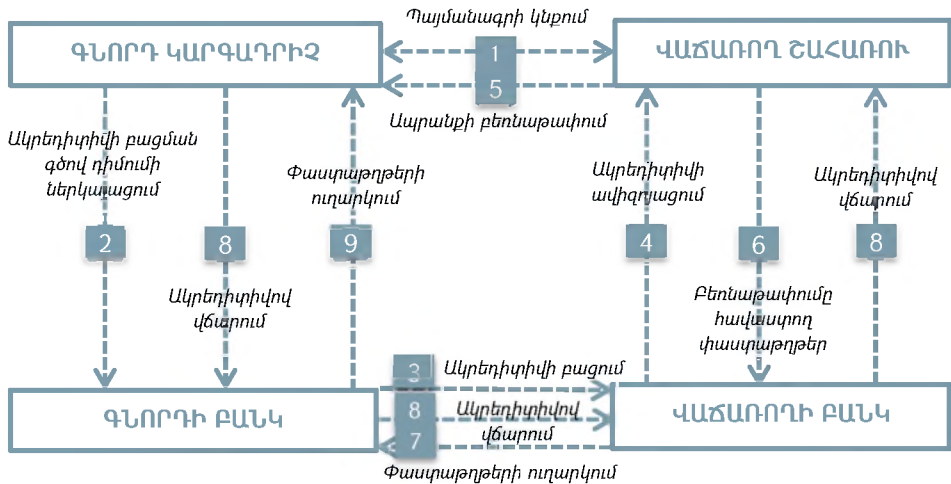 Պայմանագրի կնքում
ԳՆՈՐԴ ԿԱՐԳԱԴՐԻՉ
1
ՎԱՃԱՌՈՂ ՇԱՀԱՌՈՒ
5
Ապրանքի բեռնաթափում
Ակրեդիտիվի բացման
գծով դիմումի
ներկայացում
Փաստաթղթերի
ուղարկում
Ակրեդիտիվի
ավիզոյացում
Ակրեդիտիվով
վճարում
2
8
9
4
6
8
Ակրեդիտիվով
վճարում
Բեռնաթափումը
հավաստող
փաստաթղթեր
3
Ակրեդիտիվի բացում
ԳՆՈՐԴԻ ԲԱՆԿ
8
Ակրեդիտիվով
վճարում
ՎԱՃԱՌՈՂԻ ԲԱՆԿ
7
Փաստաթղթերի ուղարկում